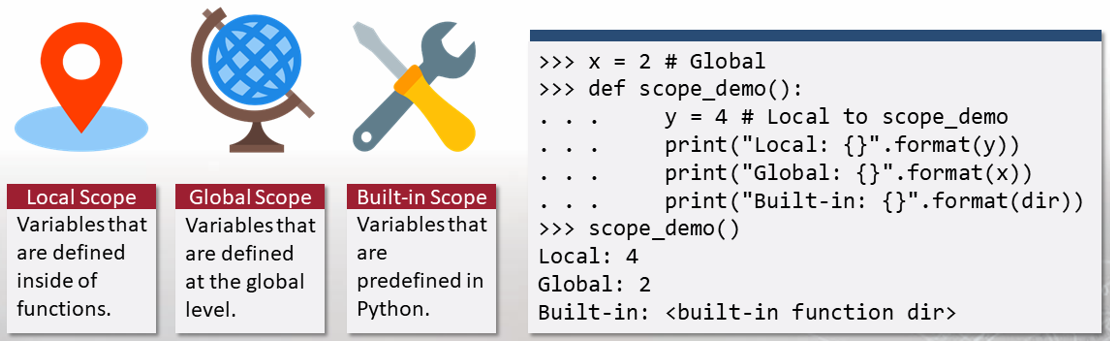 Local Scope
Variables that
are defined
inside of
functions.
Global Scope
Variables that
are defined
at the global
level.
Built-in Scope
Variables that
are
predefined in
Python.
>>> x = 2 # Global
>>> def scope_demo():
. . .     y = 4 # Local to scope_demo
. . .     print("Local: {}".format(y))
. . .     print("Global: {}".format(x))
. . .     print("Built-in: {}".format(dir))
>>> scope_demo()
Local: 4
Global: 2
Built-in: <built-in function dir>